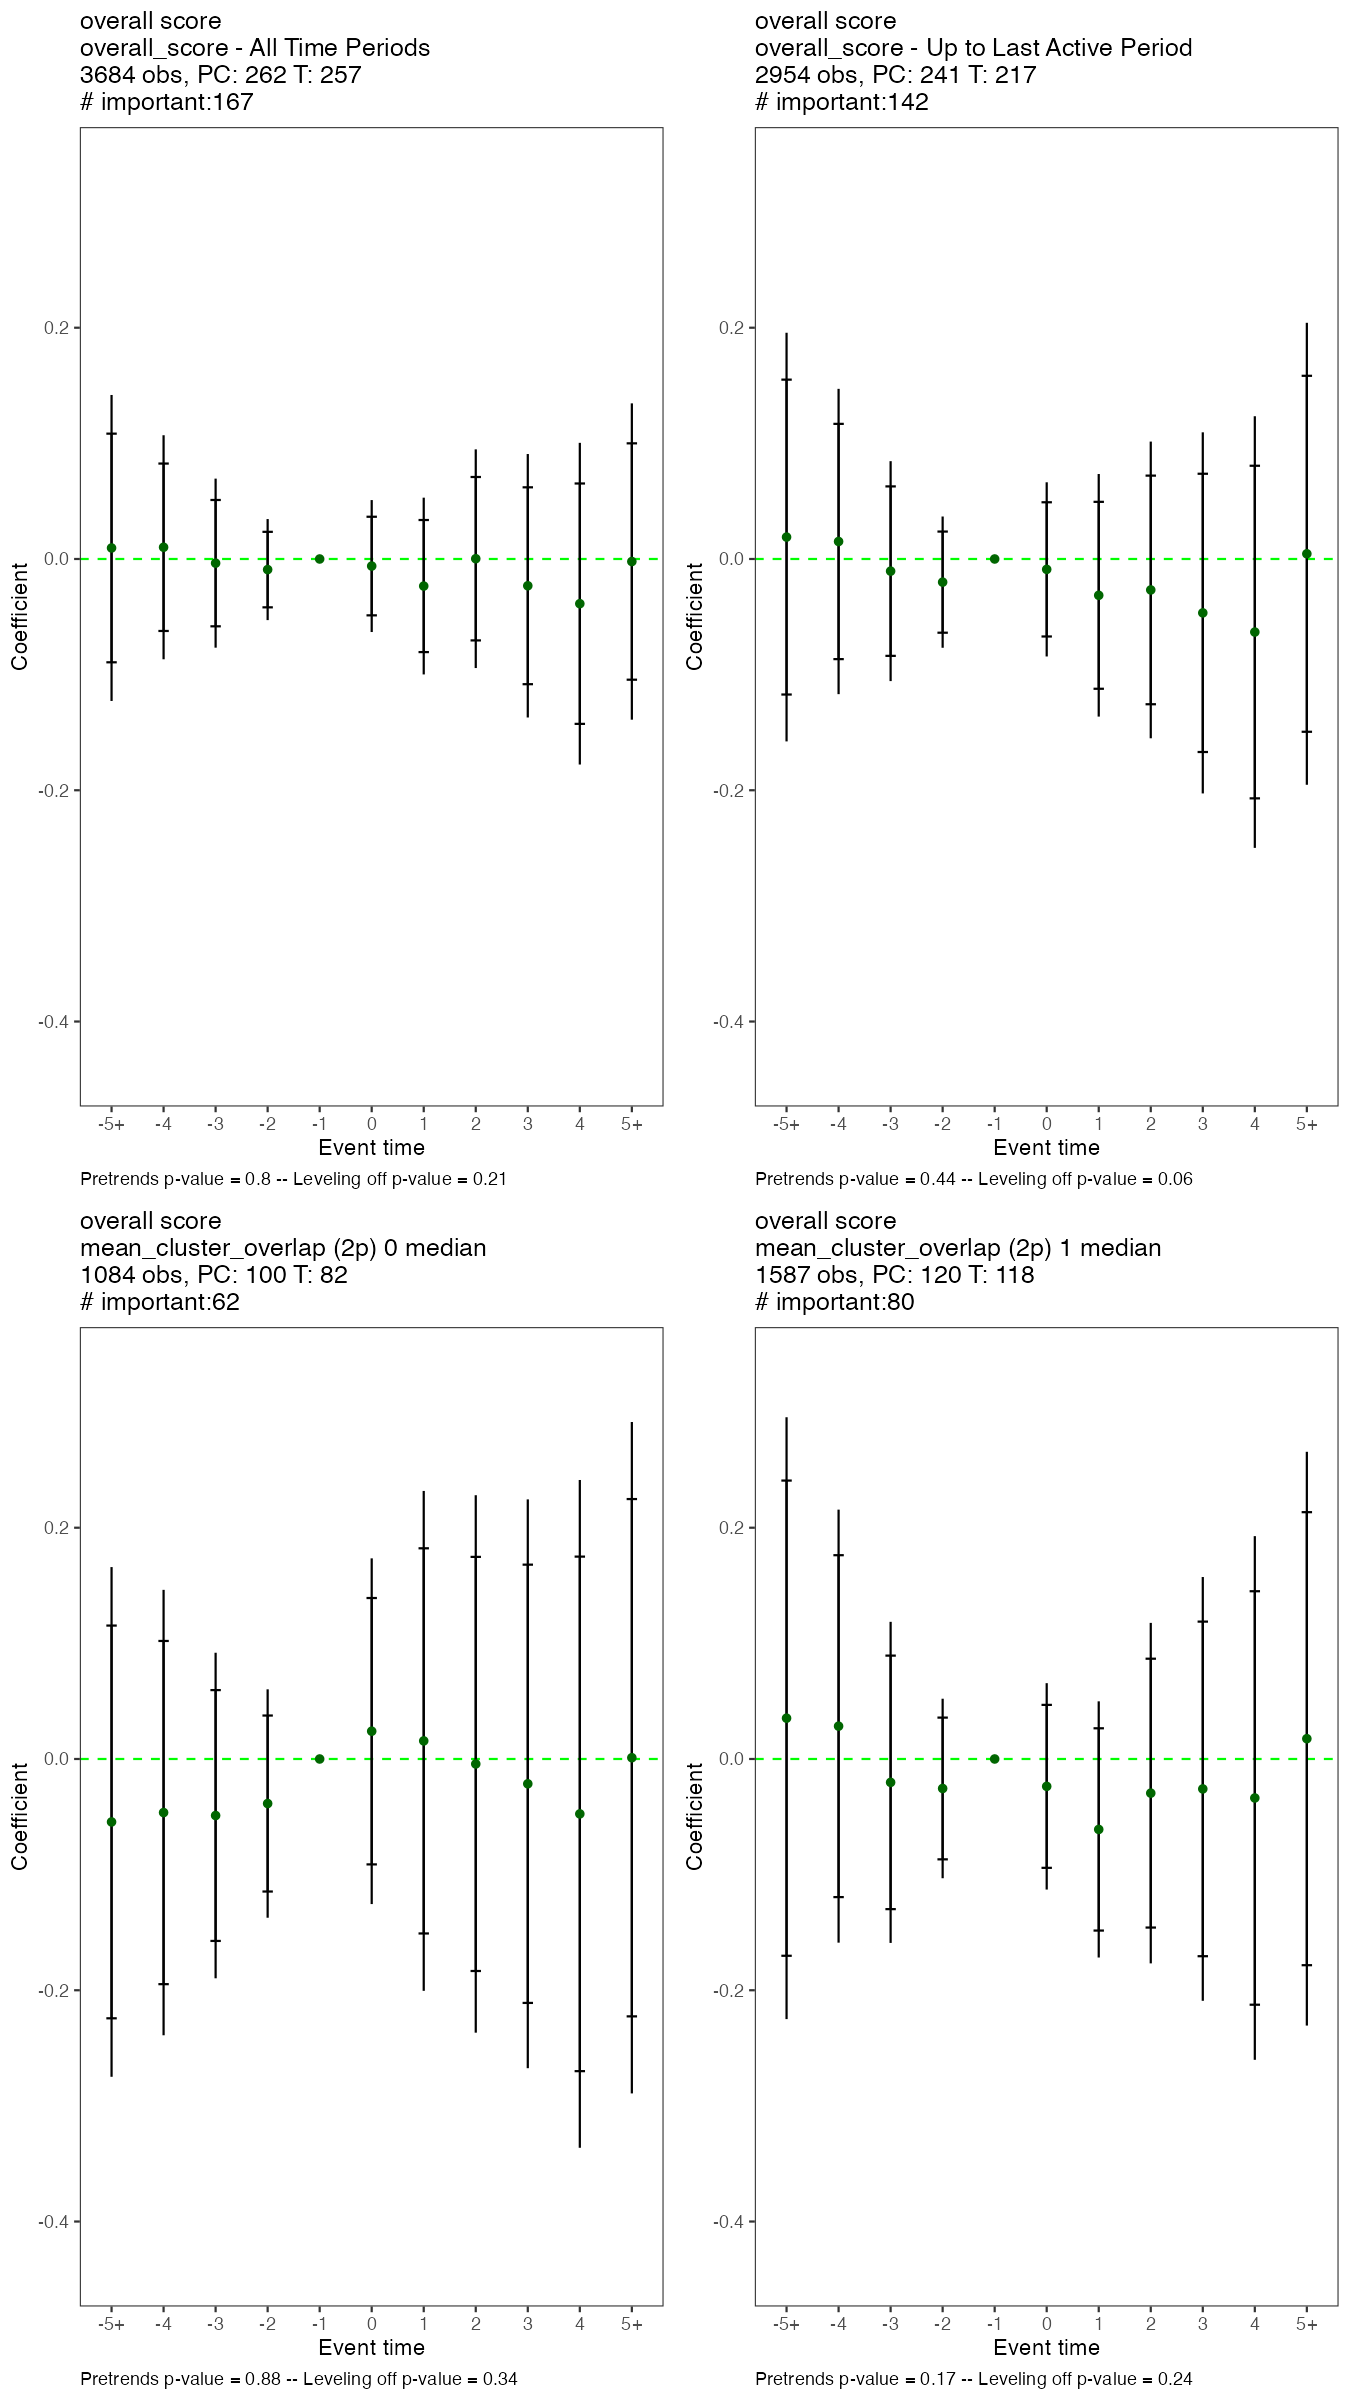 overall score
overall_score - All Time Periods
3684 obs, PC: 262 T: 257
# important:167
Coefficient
0.2
0.0
-0.2
-0.4
-5+ -4 -3 -2 -1 0 1 2 3 4 5+
Event time
Pretrends p-value = 0.8 -- Leveling off p-value = 0.21
overall score
overall_score - Up to Last Active Period
2954 obs, PC: 241 T: 217
# important:142
Coefficient
0.2
0.0
-0.2
-0.4
-5+ -4 -3 -2 -1 0 1 2 3 4 5+
Event time
Pretrends p-value = 0.44 -- Leveling off p-value = 0.06
overall score
mean_cluster_overlap (2p) 0 median
1084 obs, PC: 100 T: 82
# important:62
Coefficient
0.2
0.0
-0.2
-0.4
-5+ -4 -3 -2 -1 0 1 2 3 4 5+
Event time
Pretrends p-value = 0.88 -- Leveling off p-value = 0.34
overall score
mean_cluster_overlap (2p) 1 median
1587 obs, PC: 120 T: 118
# important:80
Coefficient
0.2
0.0
-0.2
-0.4
-5+ -4 -3 -2 -1 0 1 2 3 4 5+
Event time
Pretrends p-value = 0.17 -- Leveling off p-value = 0.24